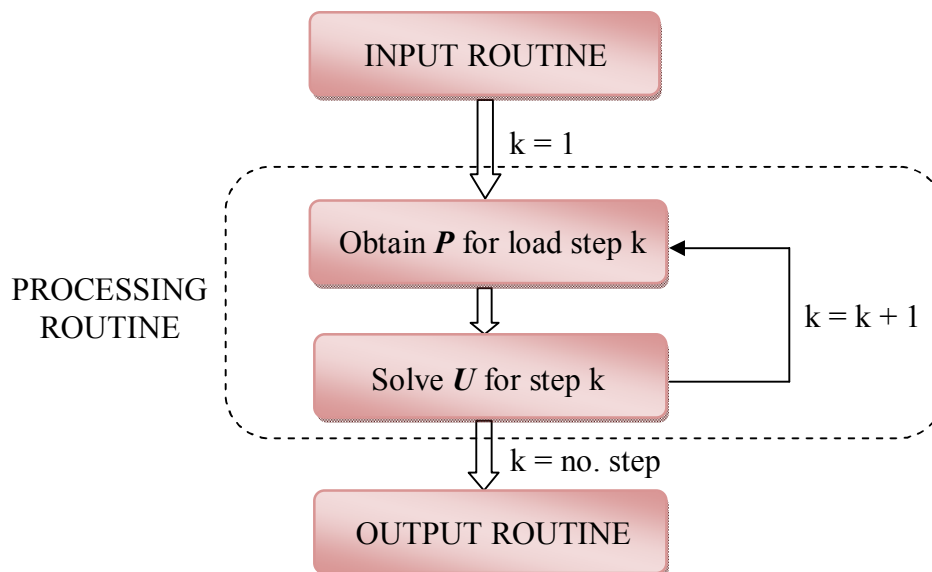 INPUT ROUTINE
k = 1
Obtain P for load step k
PROCESSING
ROUTINE
k = k + 1
Solve U for step k
k = no. step
OUTPUT ROUTINE